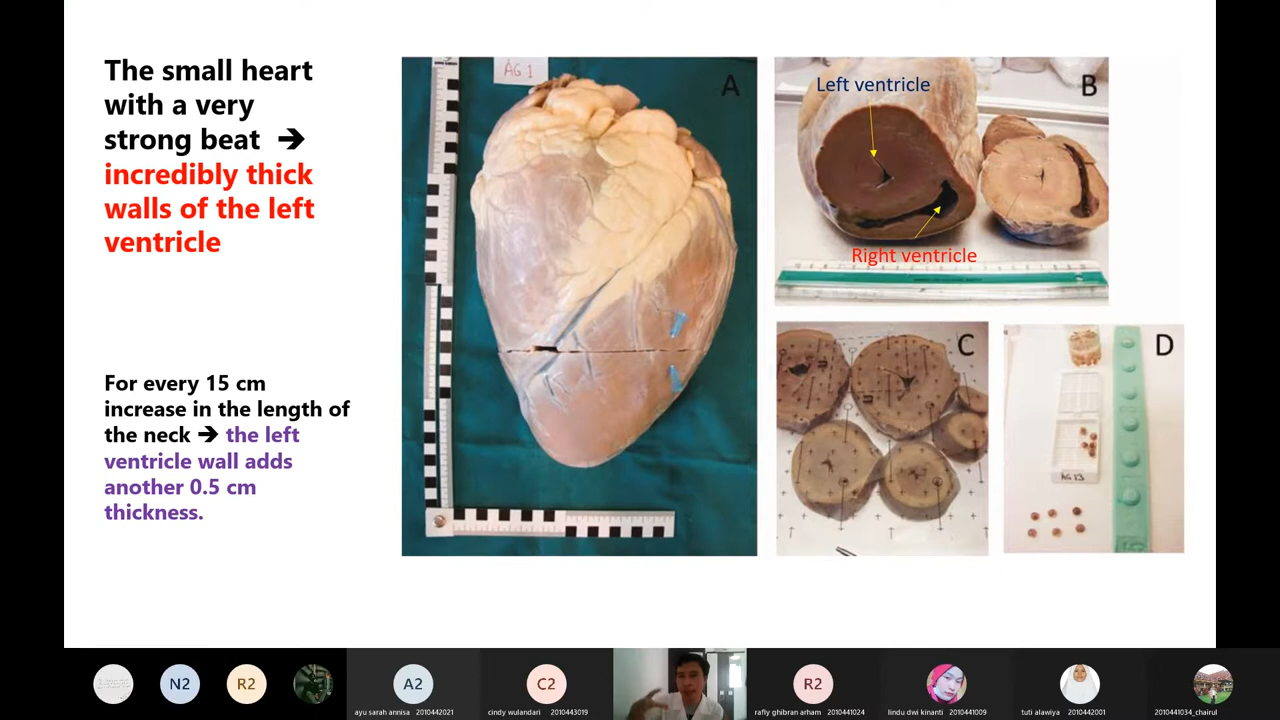 The small heart
with a very
strong beat ➔
incredibly thick
walls of the left
ventricle
For every 15 cm
increase in the length of
the neck ➔ the left
ventricle wall adds
another 0.5 cm
thickness.
AG 1
A
Left ventricle
B
Right ventricle
C
D
N2
R2
A2
C2
R2
ayu sarah annisa 2010442021
cindy wulandari 2010443019
rafly ghibran arham 2010441024
lindu dwi kinanti 2010441009
tuti alawiya 2010442001
2010441034_chairul